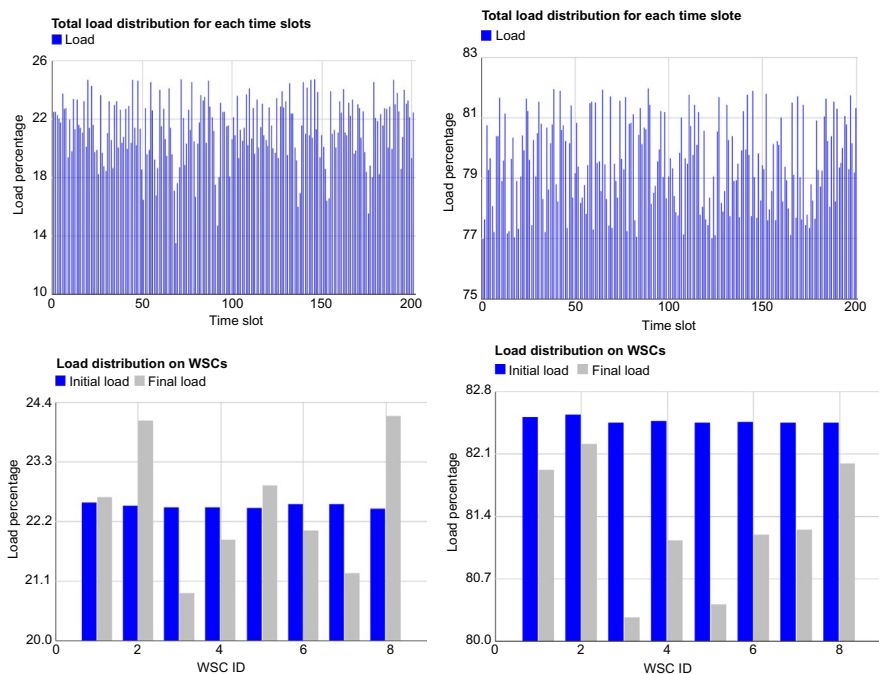 Total load distribution for each time slots
Load
Load percentage
26
22
18
14
10
0
50
100
150
200
Time slot
Total load distribution for each time slote
Load
Load percentage
83
81
79
77
75
0
50
100
150
200
Time slot
Load distribution on WSCs
Initial load Final load
Load percentage
24.4
23.3
22.2
21.1
20.0
0
2
4
6
8
WSC ID
Load distribution on WSCs
Initial load Final load
Load percentage
82.8
82.1
81.4
80.7
80.0
0
2
4
6
8
WSC ID